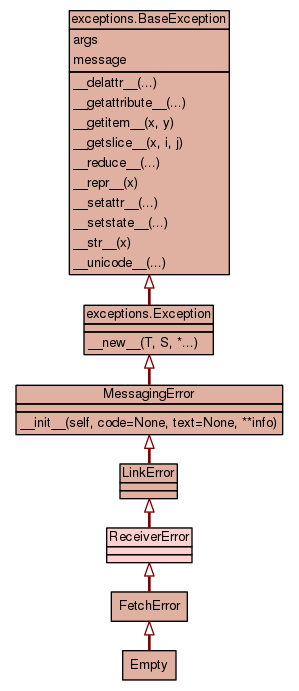 exceptions.BaseException
args
message
__delattr__(...)
__getattribute__(...)
__getitem__(x, y)
__getslice__(x, i, j)
__reduce__(...)
__repr__(x)
__setattr__(...)
__setstate__(...)
__str__(x)
__unicode__(...)
exceptions.Exception
__new__(T, S, *...)
MessagingError
__init__(self, code=None, text=None, **info)
LinkError
ReceiverError
FetchError
Empty